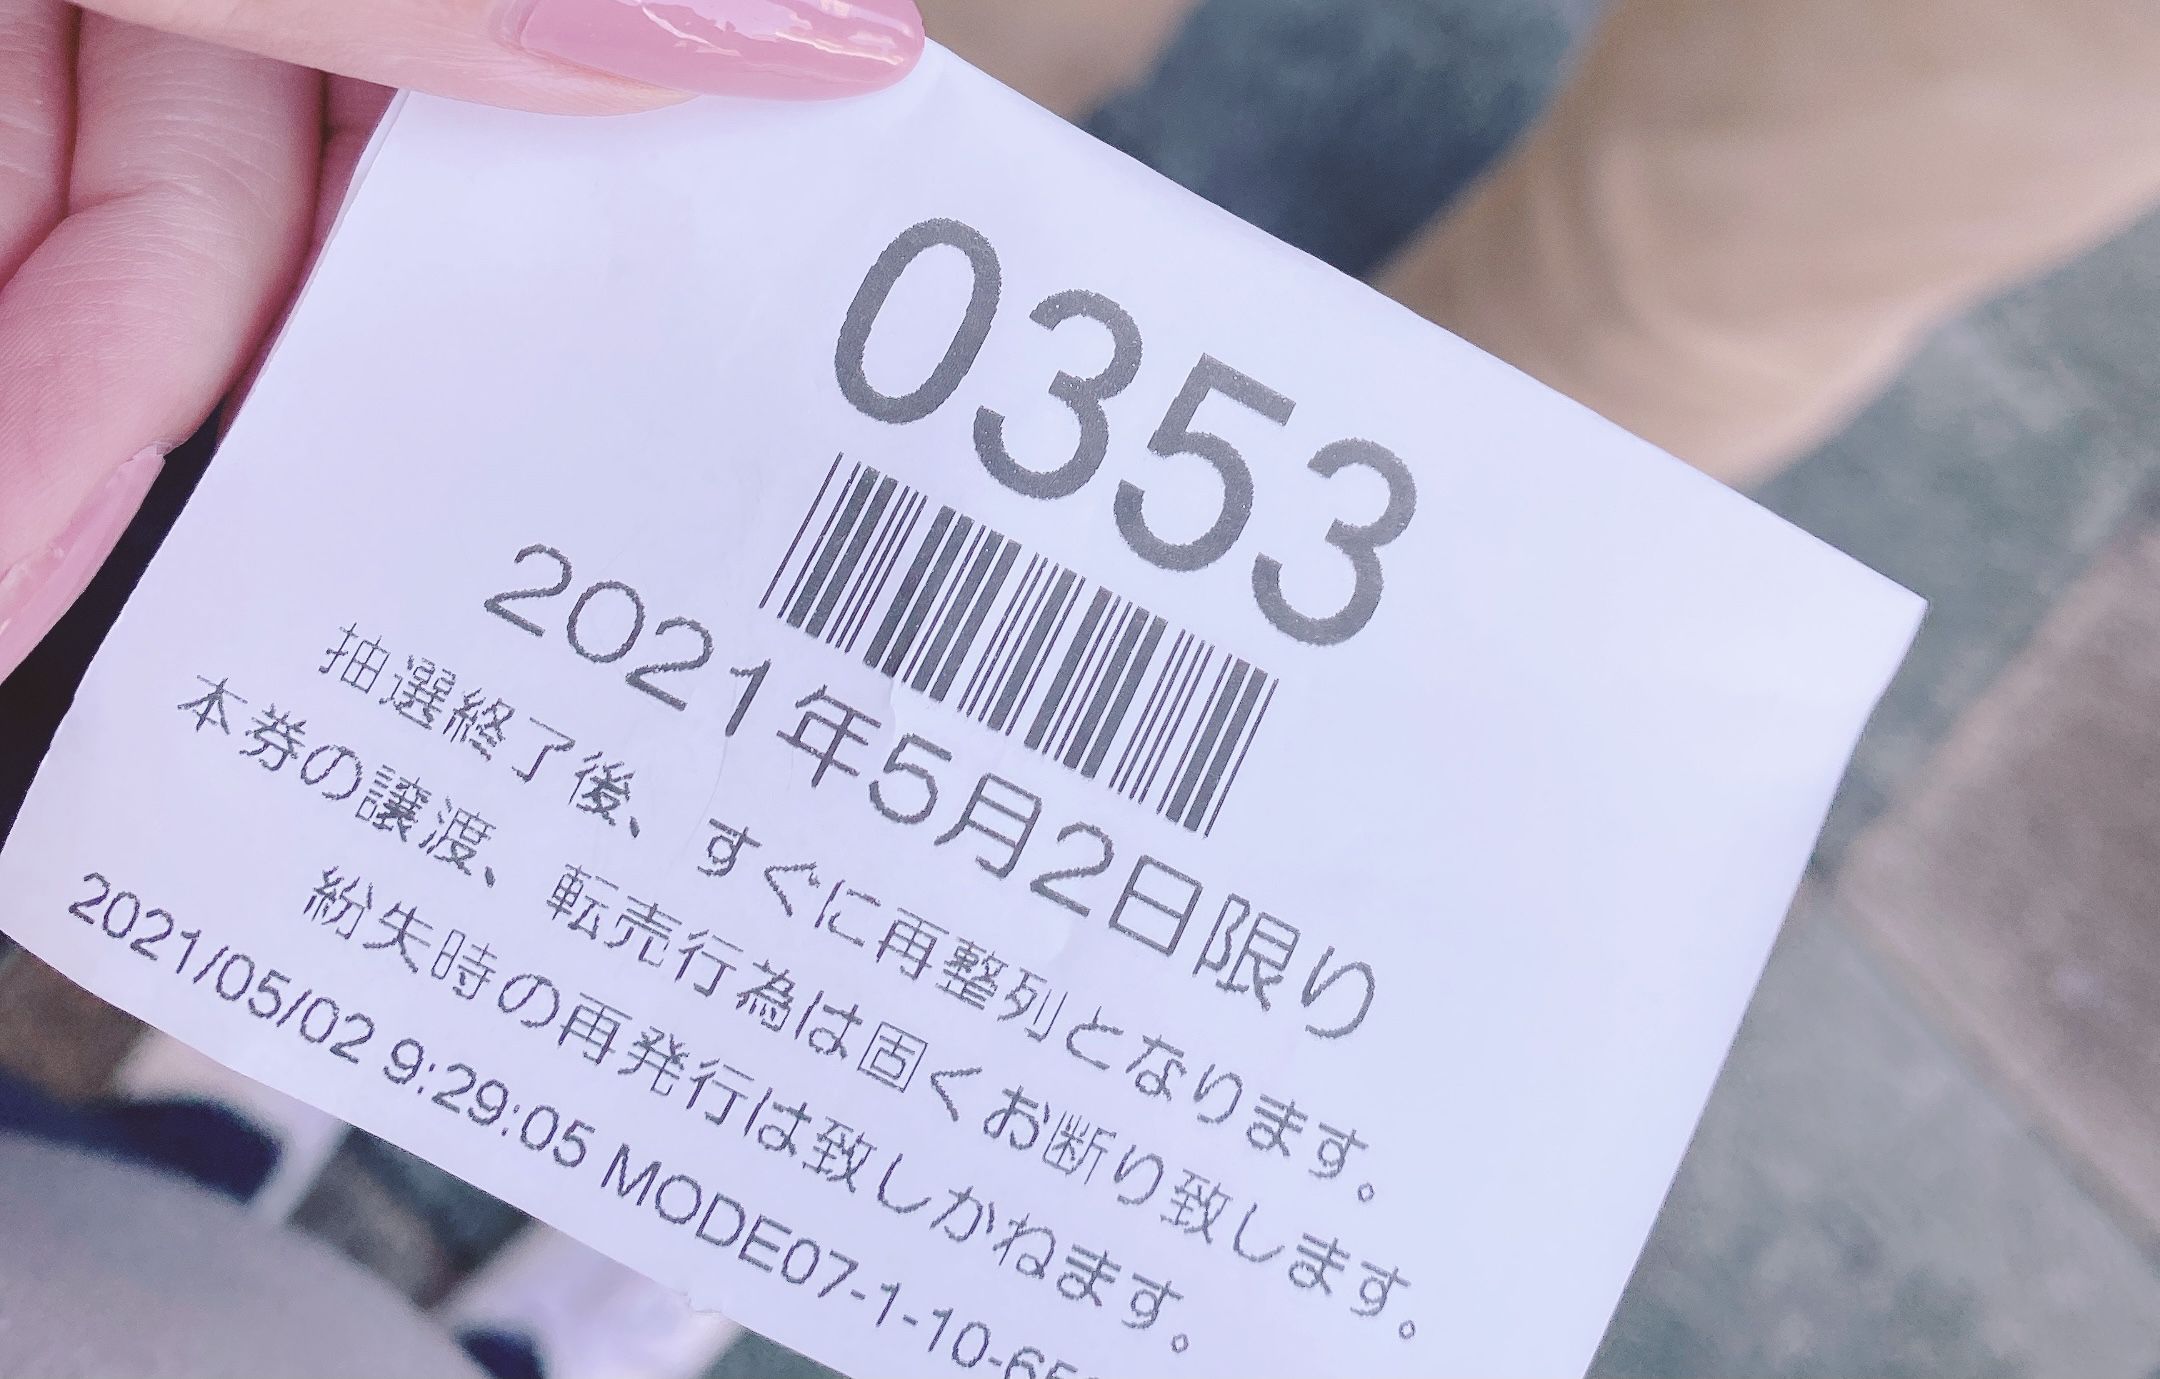 0353
2021年5月2日限り
抽選終了後、すぐに再整列となります。
本券の譲渡、転売行為は固くお断り致します。
紛失時の再発行は致しかねます。
2021/05/02 9:29:05